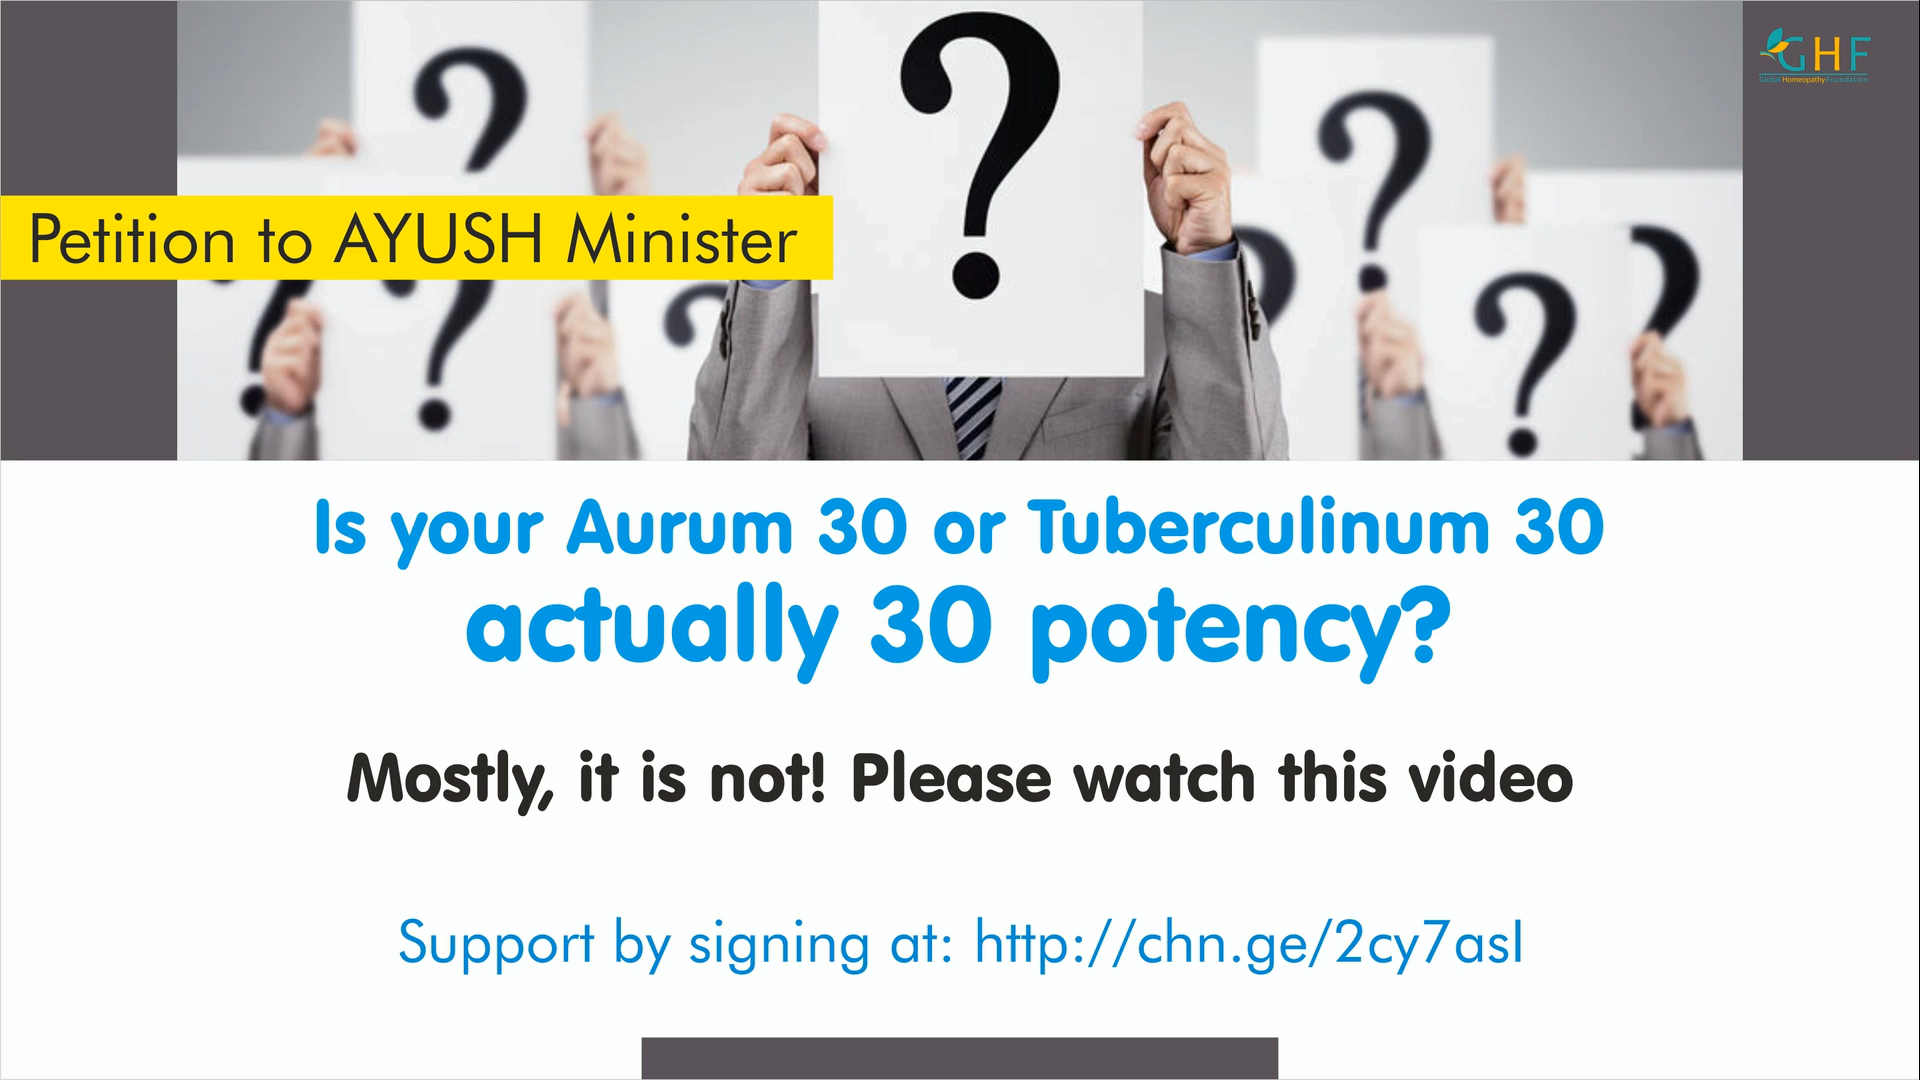 GHF
Global Homeopathy Foundation
Petition to AYUSH Minister
Is your Aurum 30 or Tuberculinum 30
actually 30 potency?
Mostly, it is not! Please watch this video
Support by signing at: http://chn.ge/2cy7asI